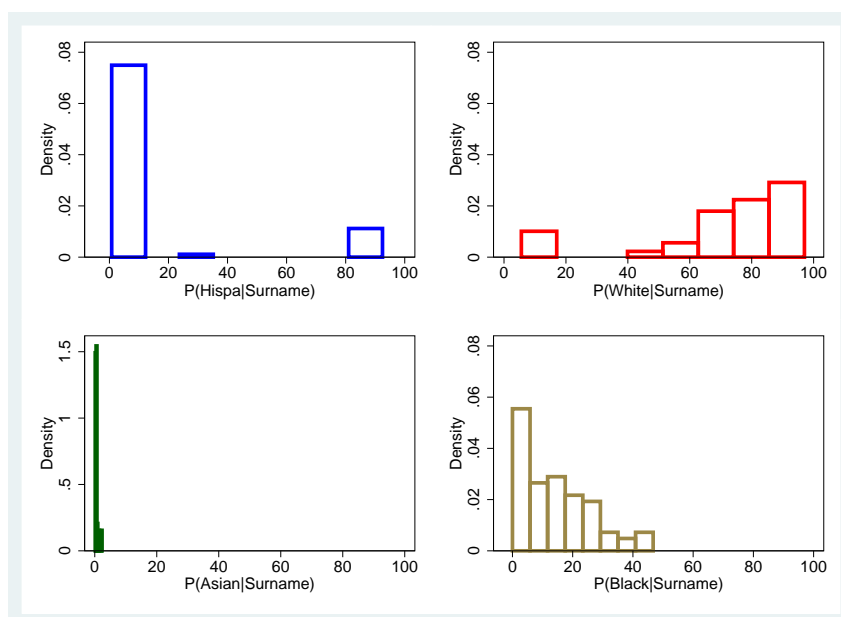 Density
.08
.06
.04
.02
0
0 20 40 60 80 100
P(Hispa|Surname)
Density
.08
.06
.04
.02
0
0 20 40 60 80 100
P(White|Surname)
Density
1.5
1
.5
0
0 20 40 60 80 100
P(Asian|Surname)
Density
.08
.06
.04
.02
0
0 20 40 60 80 100
P(Black|Surname)